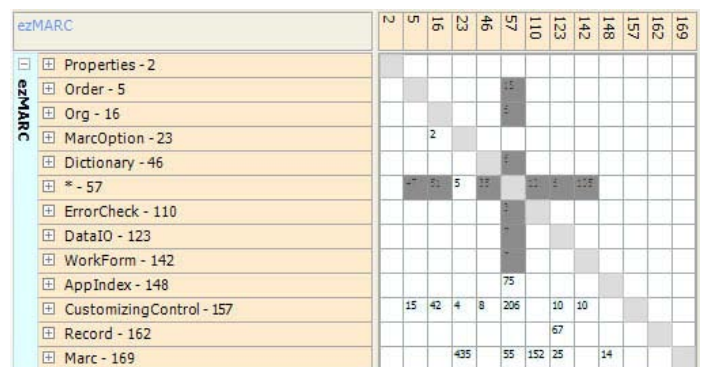 ezMARC 2 5 16 23 46 57 110 123 142 148 157 162 169
ezMARC
Properties - 2
Order - 5
Org - 16
MarcOption - 23 2
Dictionary - 46
* - 57 5
ErrorCheck - 110
DataIO - 123
WorkForm - 142
AppIndex - 148 75
CustomizingControl - 157 15 42 4 8 206 10 10
Record - 162 67
Marc - 169 435 55 152 25 14